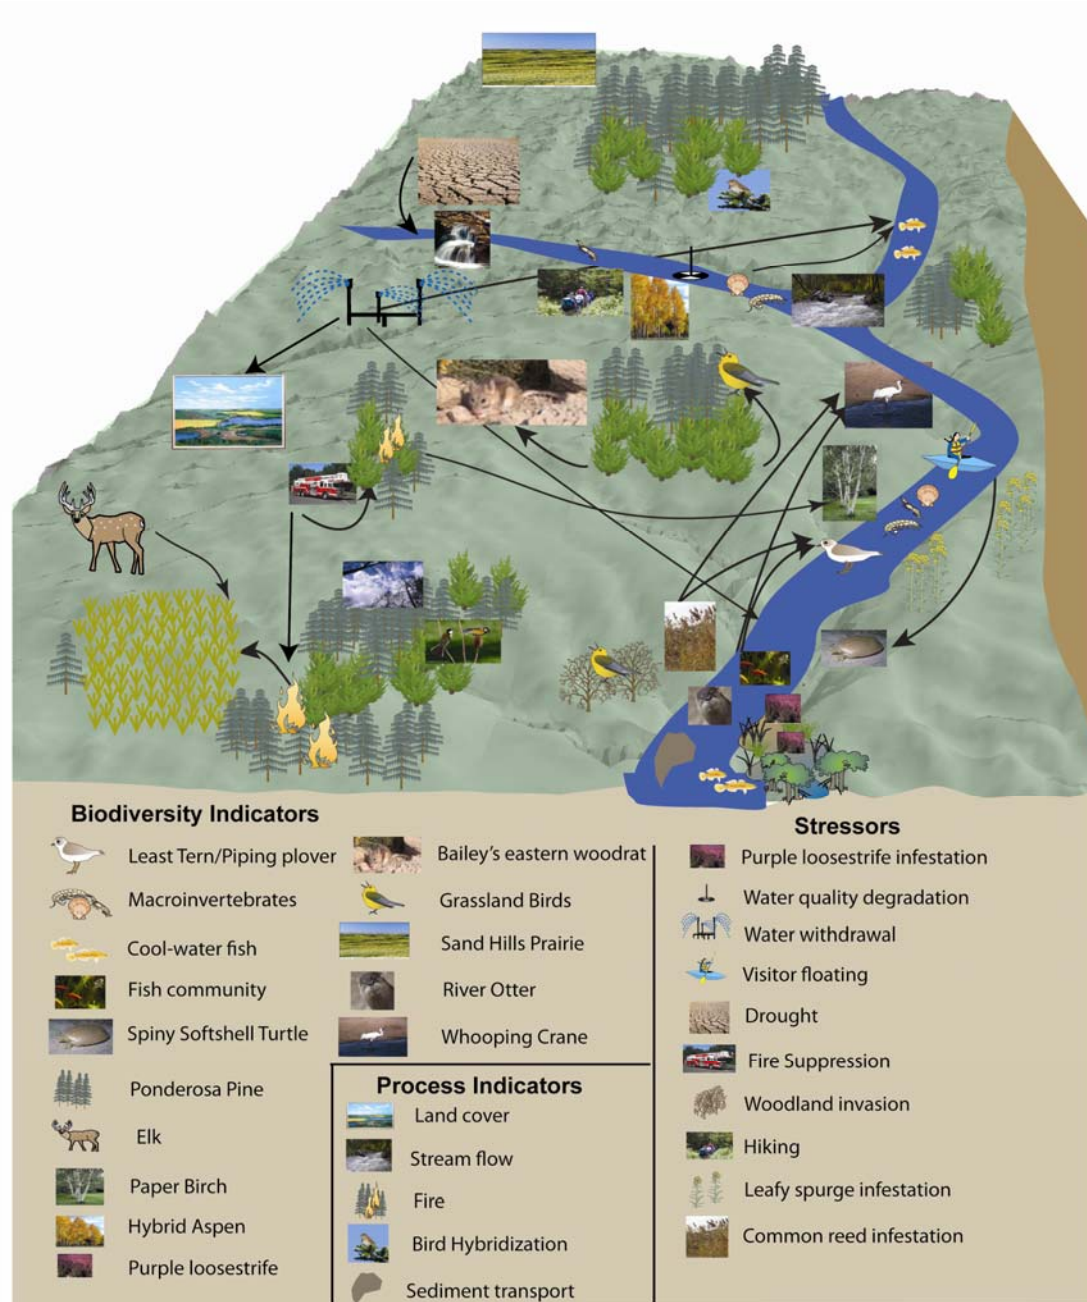 Biodiversity Indicators
Least Tern/Piping plover
Macroinvertebrates
Cool-water fish
Fish community
Spiny Softshell Turtle
Ponderosa Pine
Elk
Paper Birch
Hybrid Aspen
Purple loosestrife
Bailey's eastern woodrat
Grassland Birds
Sand Hills Prairie
River Otter
Whooping Crane
Process Indicators
Land cover
Stream flow
Fire
Bird Hybridization
Sediment transport
Stressors
Purple loosestrife infestation
Water quality degradation
Water withdrawal
Visitor floating
Drought
Fire Suppression
Woodland invasion
Hiking
Leafy spurge infestation
Common reed infestation